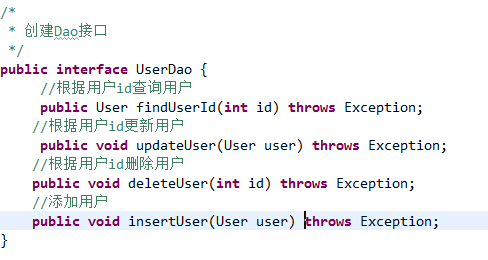 /*
 * 创建Dao接口
 */
public interface UserDao {
     //根据用户id查询用户
     public User findUserId(int id) throws Exception;
    //根据用户id更新用户
     public void updateUser(User user) throws Exception;
    //根据用户id删除用户
    public void deleteUser(int id) throws Exception;
    //添加用户
    public void insertUser(User user) throws Exception;
}